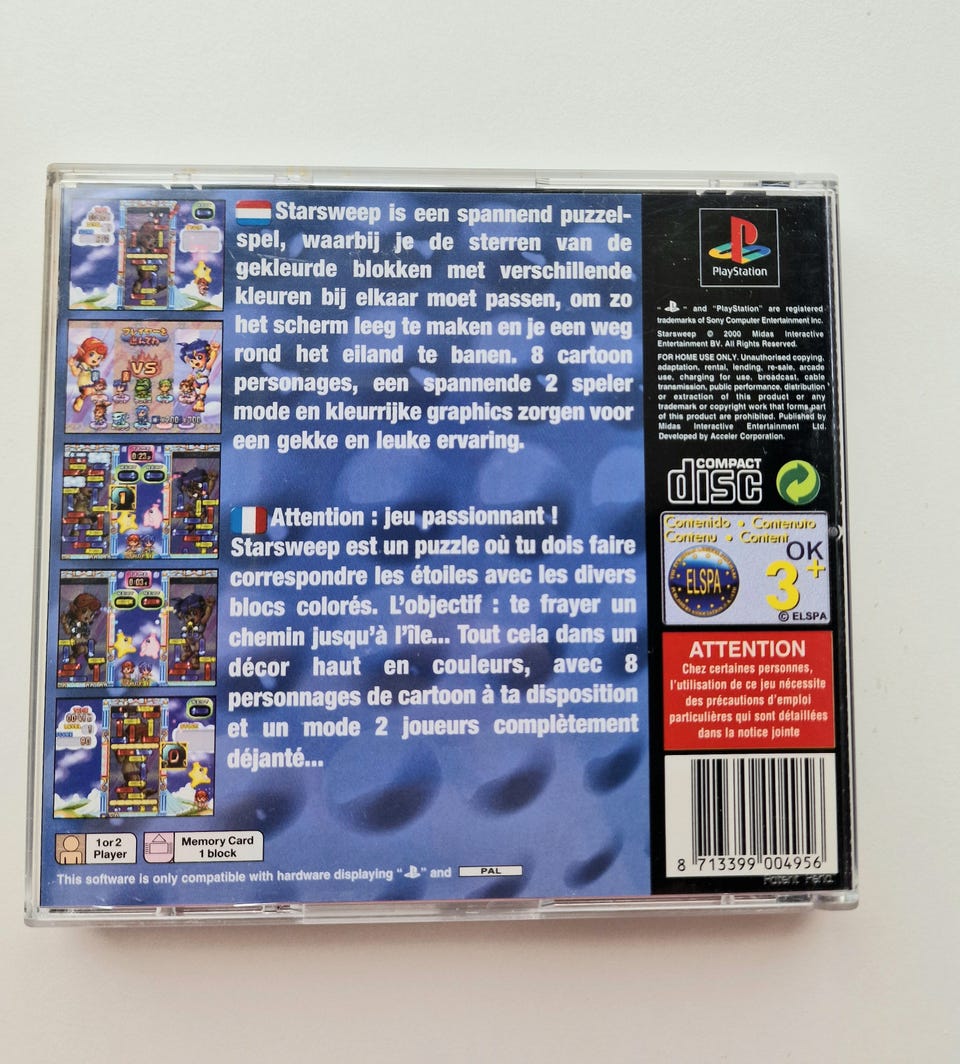 Starsweep is een spannend puzzel-
spel, waarbij je de sterren van de
gekleurde blokken met verschillende
kleuren bij elkaar moet passen, om zo
het scherm leeg te maken en je een weg
rond het eiland te banen. 8 cartoon
personages, een spannende 2 speler
mode en kleurrijke graphics zorgen voor
een gekke en leuke ervaring.
Attention : jeu passionnant !
Starsweep est un puzzle où tu dois faire
correspondre les étoiles avec les divers
blocs colorés. L'objectif : te frayer un
chemin jusqu'à l'île... Tout cela dans un
décor haut en couleurs, avec 8
personnages de cartoon à ta disposition
et un mode 2 joueurs complètement
déjanté...
VS
1 or 2
Player
Memory Card
1 block
This software is only compatible with hardware displaying " " and PAL
PlayStation
" " and "PlayStation" are registered
trademarks of Sony Computer Entertainment Inc.
Starsweep © 2000 Midas Interactive
Entertainment BV. All Rights Reserved.
FOR HOME USE ONLY. Unauthorised copying,
adaptation, rental, lending, re-sale, arcade
use, charging for use, broadcast, cable
transmission, public performance, distribution
or extraction of this product or any
trademark or copyright work that forms part
of this product are prohibited. Published by
Midas Interactive Entertainment Ltd.
Developed by Acceler Corporation.
COMPACT
disc
Contenido • Contenuto
Contenu • Content
OK
3+
ELSPA
© ELSPA
ATTENTION
Chez certaines personnes,
l'utilisation de ce jeu nécessite
des précautions d'emploi
particulières qui sont détaillées
dans la notice jointe
8 713399 004956
Patent Pend.